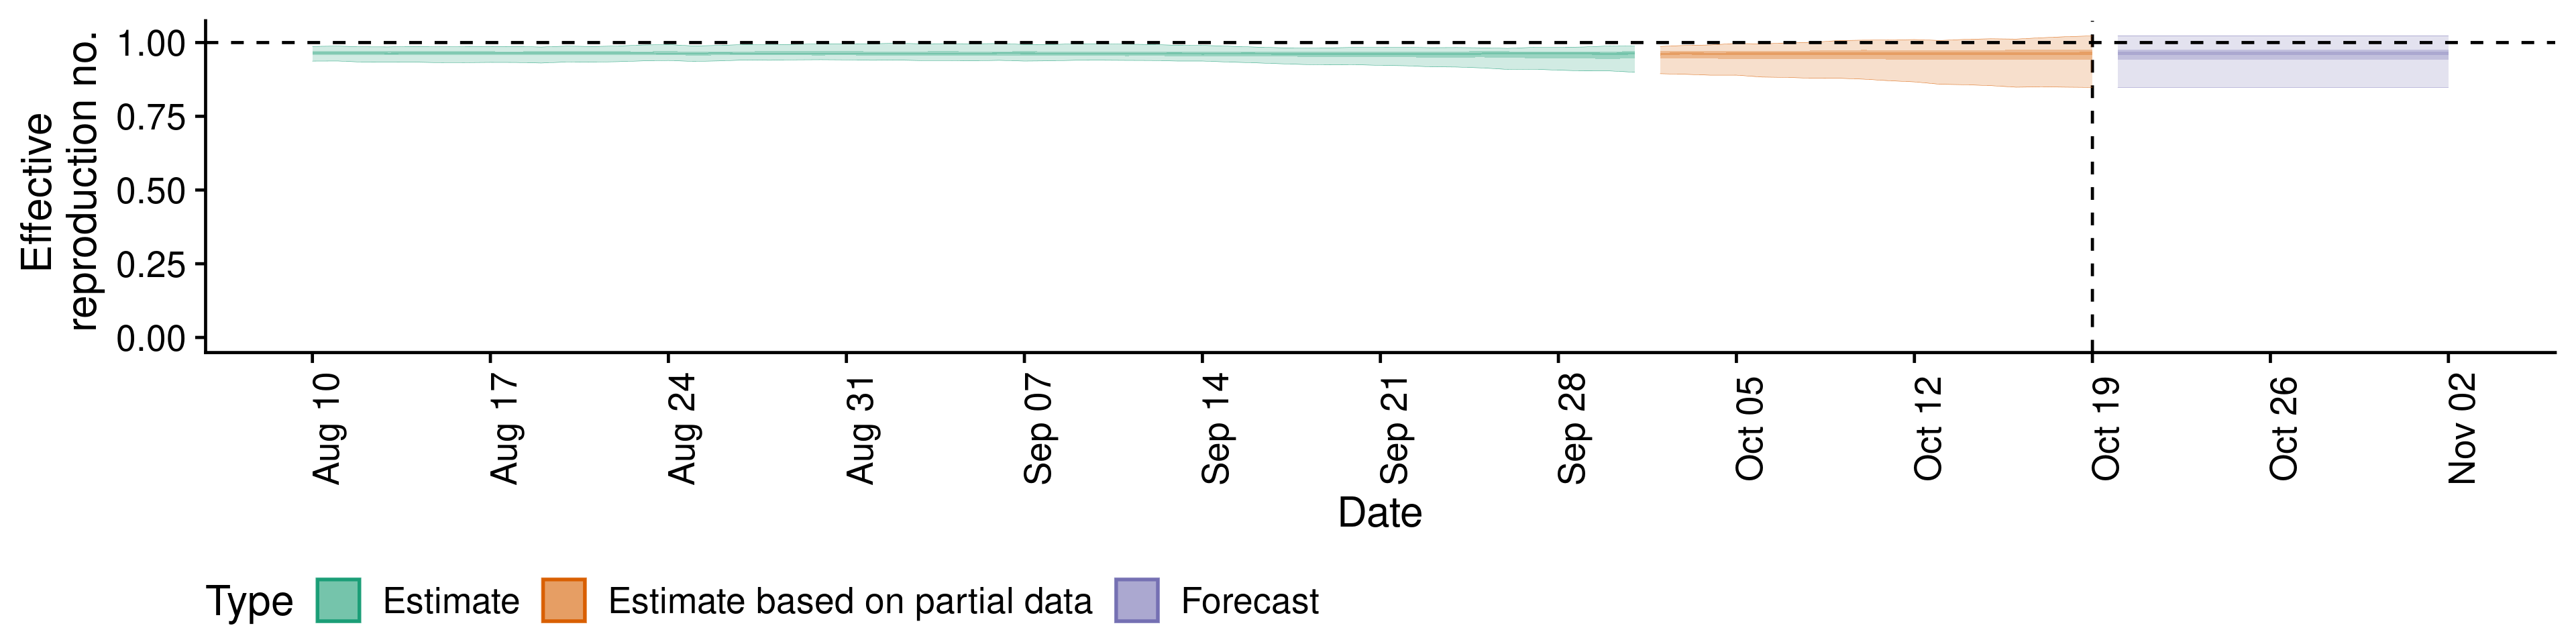 Effective
reproduction no.
1.00
0.75
0.50
0.25
0.00
Aug 10
Aug 17
Aug 24
Aug 31
Sep 07
Sep 14
Sep 21
Sep 28
Oct 05
Oct 12
Oct 19
Oct 26
Nov 02
Date
Type Estimate Estimate based on partial data Forecast